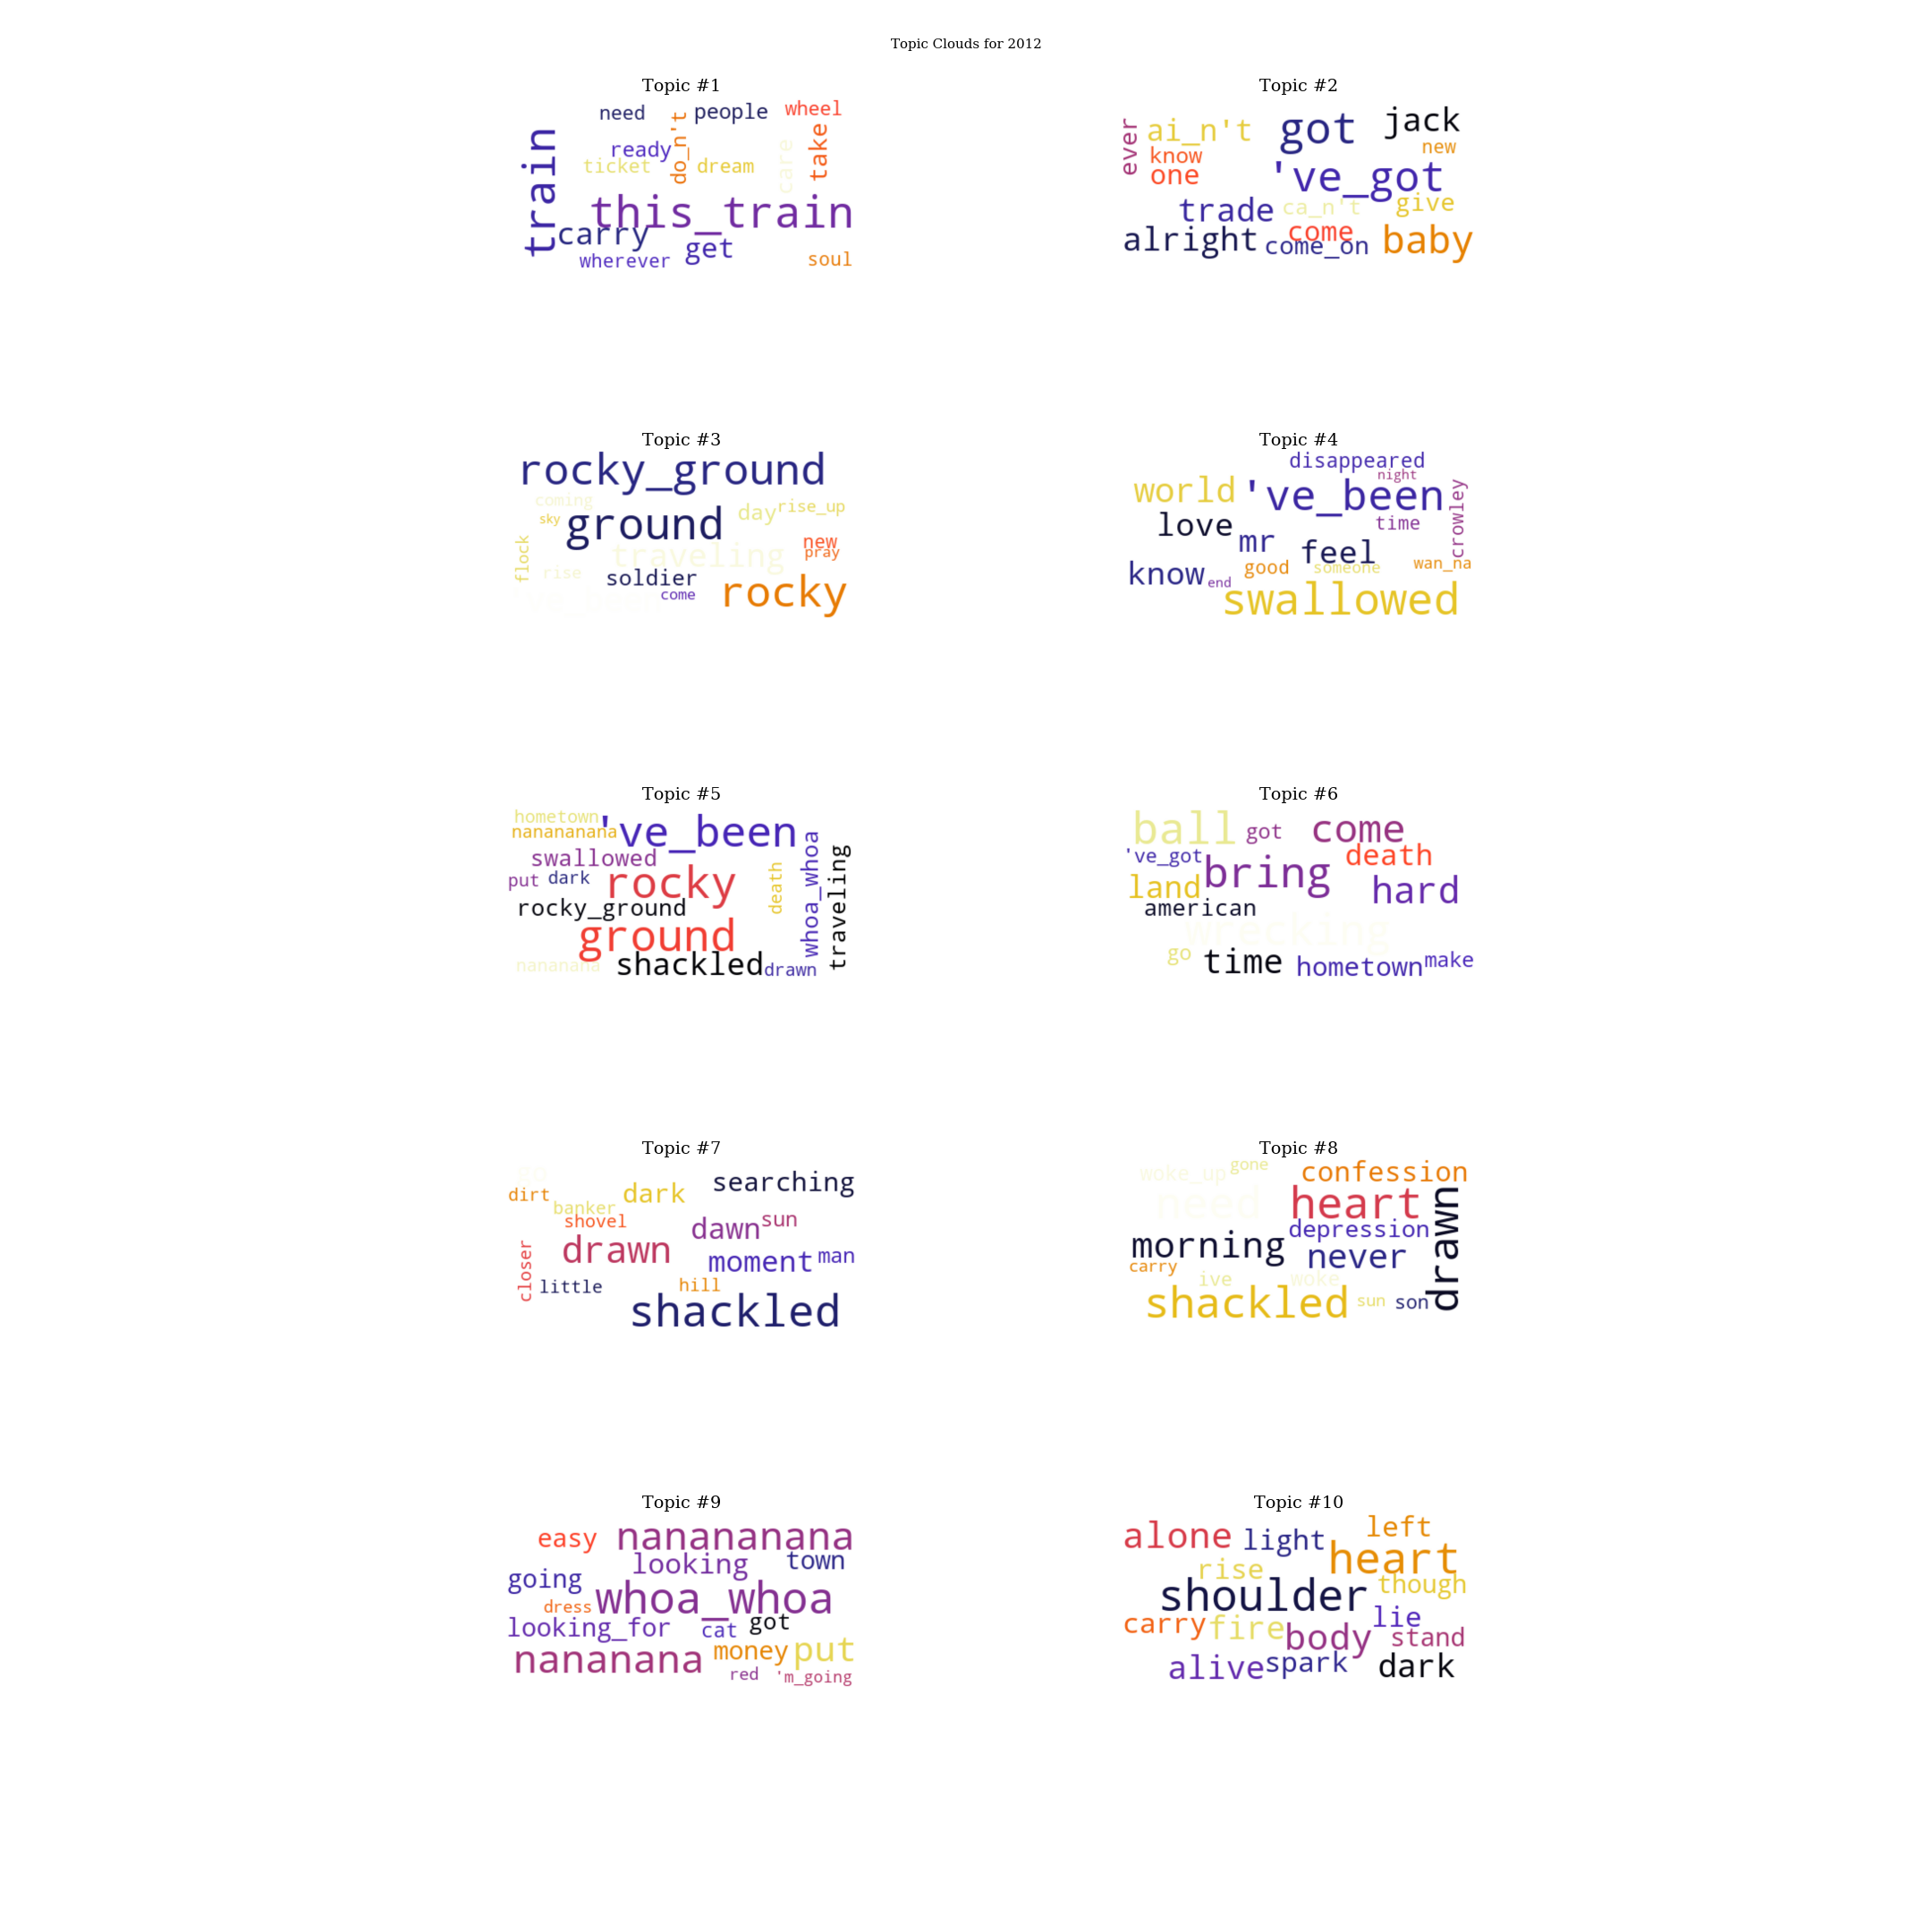 Topic Clouds for 2012
Topic #1
need
people
wheel
do_n't
train
ready
take
care
ticket
dream
this_train
carry
get
wherever
soul
Topic #2
ever
ai_n't
got
jack
know
new
one
've_got
trade
ca_n't
give
alright
come
come_on
baby
Topic #3
rocky_ground
coming
sky
ground
day
rise_up
flock
traveling
new
pray
rise
soldier
come
rocky
Topic #4
disappeared
night
world
've_been
crowley
love
time
mr
feel
know
end
good
someone
wan_na
swallowed
Topic #5
hometown
nanananana
've_been
swallowed
put
dark
rocky
death
whoa_whoa
traveling
rocky_ground
ground
nananana
shackled
drawn
Topic #6
ball
got
come
've_got
bring
death
land
hard
american
wrecking
go
time
hometown
make
Topic #7
go
searching
dirt
dark
banker
shovel
dawn
sun
drawn
closer
moment
man
little
hill
shackled
Topic #8
woke_up
gone
confession
need
heart
drawn
depression
morning
never
carry
ive
woke
shackled
sun
son
Topic #9
easy
nanananana
looking
town
going
dress
whoa_whoa
looking_for
cat
got
nananana
money
put
red
'm_going
Topic #10
alone
light
left
rise
heart
shoulder
though
carry
fire
lie
body
stand
alive
spark
dark